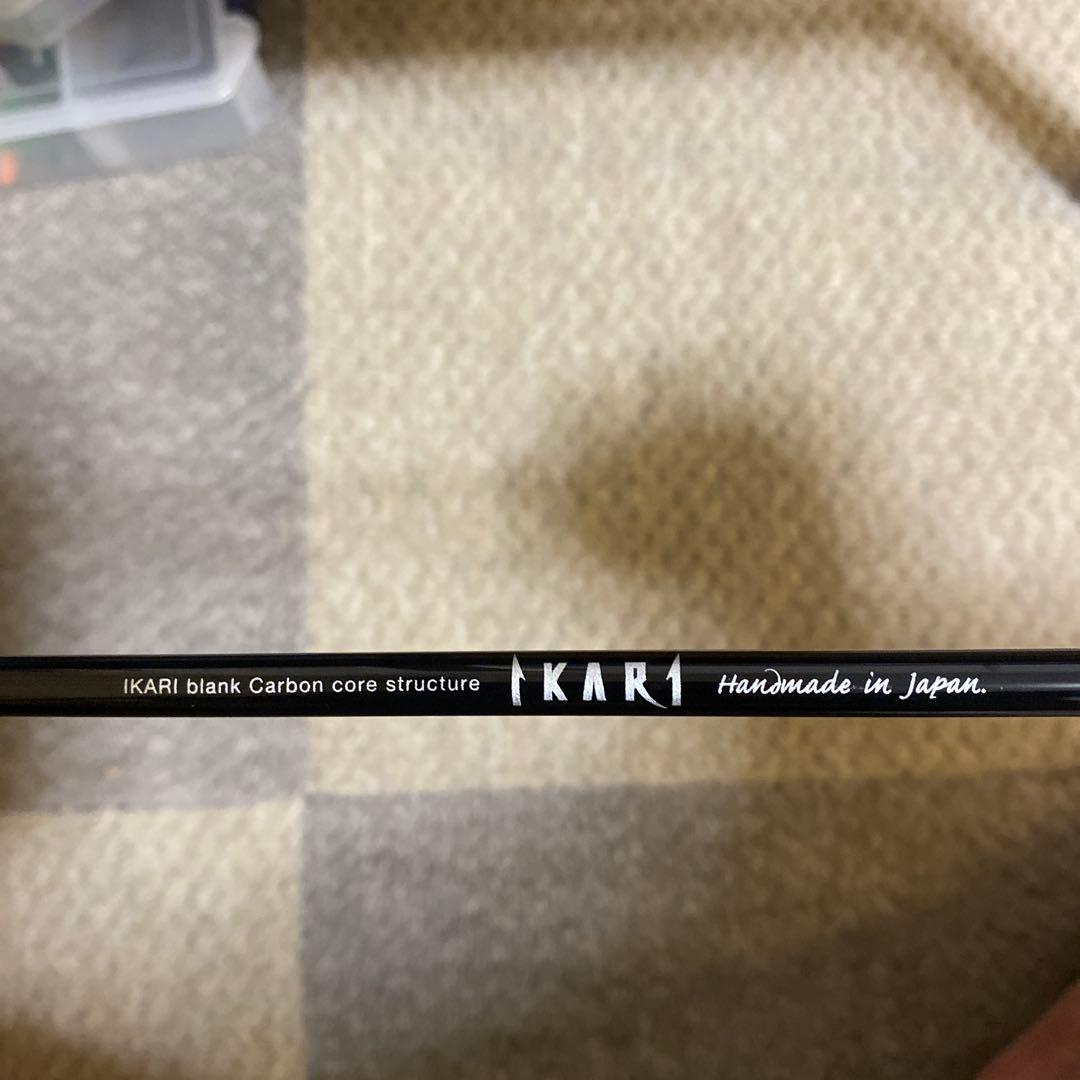 IKARI blank Carbon core structure IKARI Handmade in Japan.